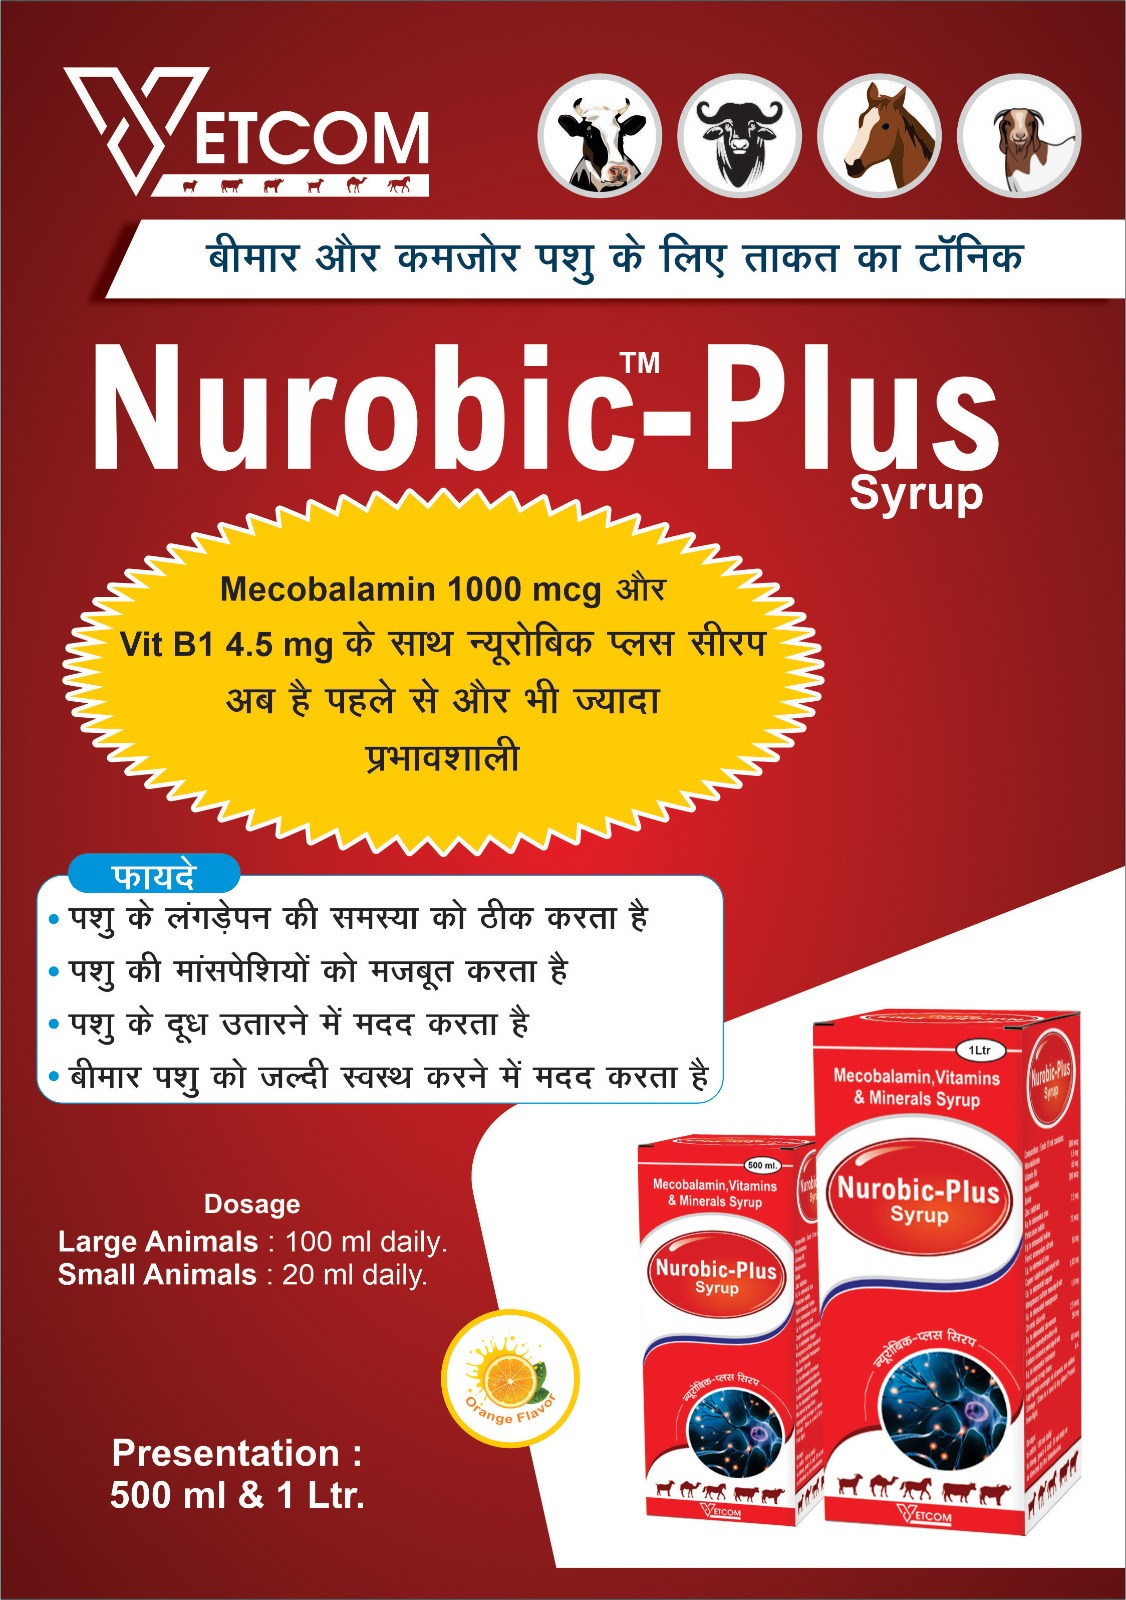 VETCOM
बीमार और कमजोर पशु के लिए ताकत का टॉनिक
Nurobic™-Plus
Syrup
Mecobalamin 1000 mcg और
Vit B1 4.5 mg के साथ न्यूरोबिक प्लस सीरप
अब है पहले से और भी ज्यादा
प्रभावशाली
फायदे
• पशु के लंगड़ेपन की समस्या को ठीक करता है
• पशु की मांसपेशियों को मजबूत करता है
• पशु के दूध उतारने में मदद करता है
• बीमार पशु को जल्दी स्वस्थ करने में मदद करता है
Dosage
Large Animals : 100 ml daily.
Small Animals : 20 ml daily.
Orange Flavor
Presentation :
500 ml & 1 Ltr.
500 ml.
Mecobalamin,Vitamins
& Minerals Syrup
Nurobic-Plus
Syrup
न्यूरोबिक-प्लस सिरप
VETCOM
1Ltr
Mecobalamin,Vitamins
& Minerals Syrup
Nurobic-Plus
Syrup
न्यूरोबिक-प्लस सिरप
VETCOM
Nurobic-Plus
Syrup